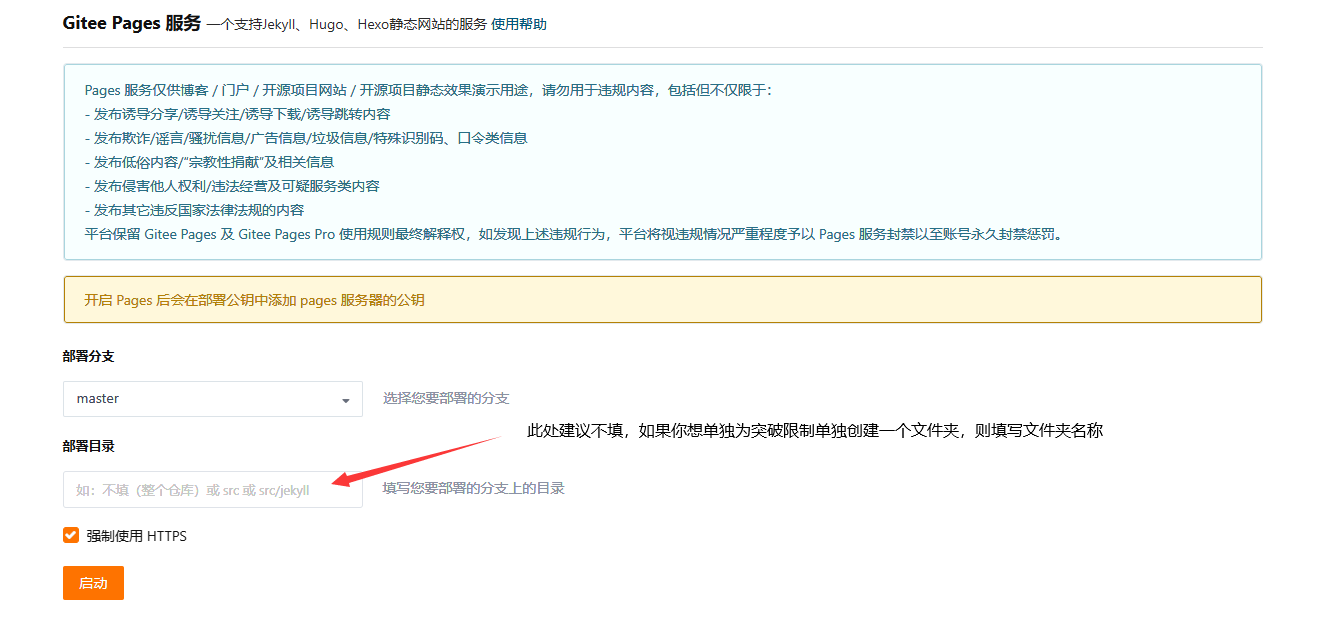 Gitee Pages 服务 一个支持Jekyll、Hugo、Hexo静态网站的服务 使用帮助
Pages 服务仅供博客 / 门户 / 开源项目网站 / 开源项目静态效果演示用途，请勿用于违规内容，包括但不仅限于：
- 发布诱导分享/诱导关注/诱导下载/诱导跳转内容
- 发布欺诈/谣言/骚扰信息/广告信息/垃圾信息/特殊识别码、口令类信息
- 发布低俗内容/“宗教性捐献”及相关信息
- 发布侵害他人权利/违法经营及可疑服务类内容
- 发布其它违反国家法律法规的内容
平台保留 Gitee Pages 及 Gitee Pages Pro 使用规则最终解释权，如发现上述违规行为，平台将视违规情况严重程度予以 Pages 服务封禁以至账号永久封禁惩罚。
开启 Pages 后会在部署公钥中添加 pages 服务器的公钥
部署分支
master
选择您要部署的分支
此处建议不填，如果你想单独为突破限制单独创建一个文件夹，则填写文件夹名称
部署目录
如：不填（整个仓库）或 src 或 src/jekyll
填写您要部署的分支上的目录
强制使用 HTTPS
启动